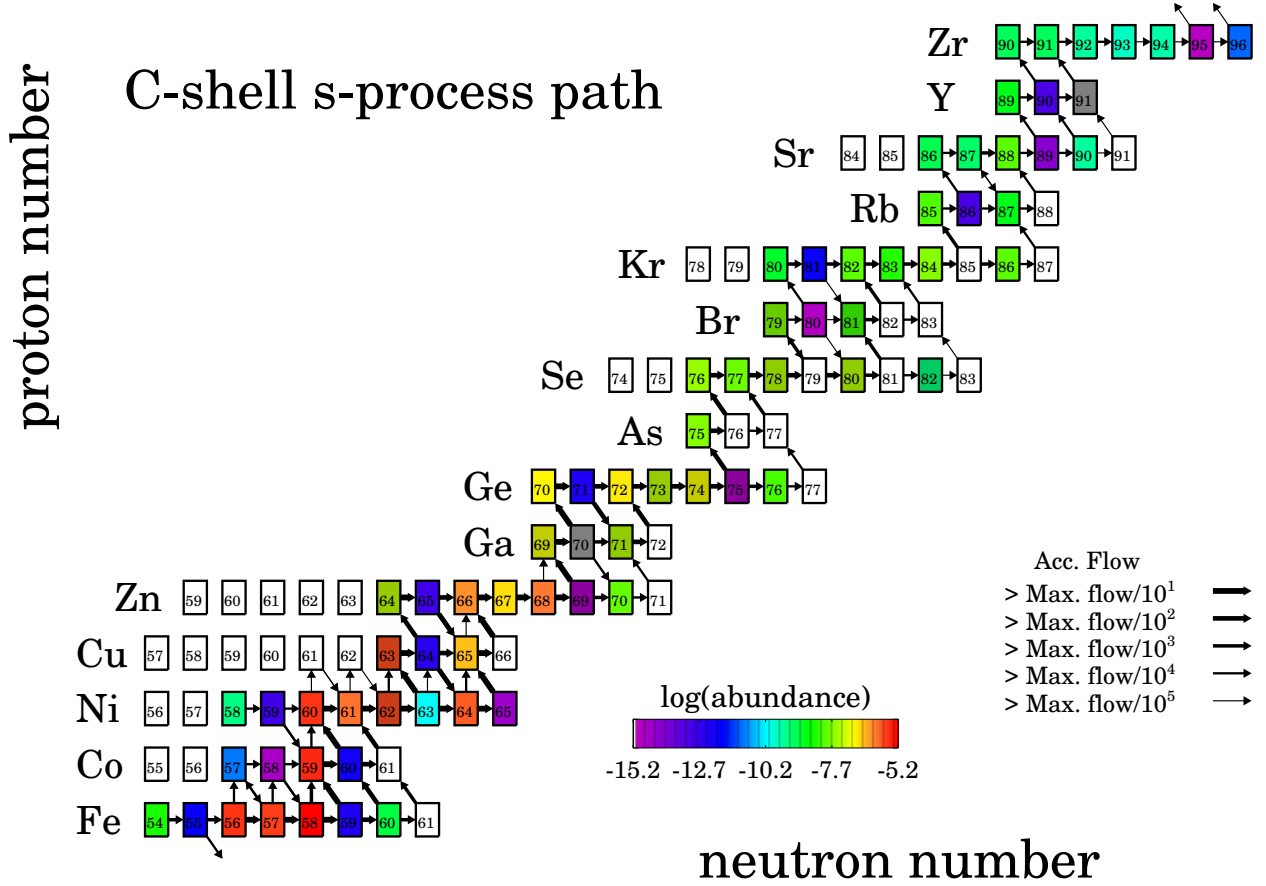 Zr 90 91 92 93 94 95 96
proton number
C-shell s-process path
Y 89 90 91
Sr 84 85 86 87 88 89 90 91
Rb 85 86 87 88
Kr 78 79 80 81 82 83 84 85 86 87
Br 79 80 81 82 83
Se 74 75 76 77 78 79 80 81 82 83
As 75 76 77
Ge 70 71 72 73 74 75 76 77
Ga 69 70 71 72
Zn 59 60 61 62 63 64 65 66 67 68 69 70 71
Cu 57 58 59 60 61 62 63 64 65 66
Ni 56 57 58 59 60 61 62 63 64 65
Co 55 56 57 58 59 60 61
Fe 54 55 56 57 58 59 60 61
Acc. Flow
> Max. flow/10¹
> Max. flow/10²
> Max. flow/10³
> Max. flow/10⁴
> Max. flow/10⁵
log(abundance)
-15.2 -12.7 -10.2 -7.7 -5.2
neutron number